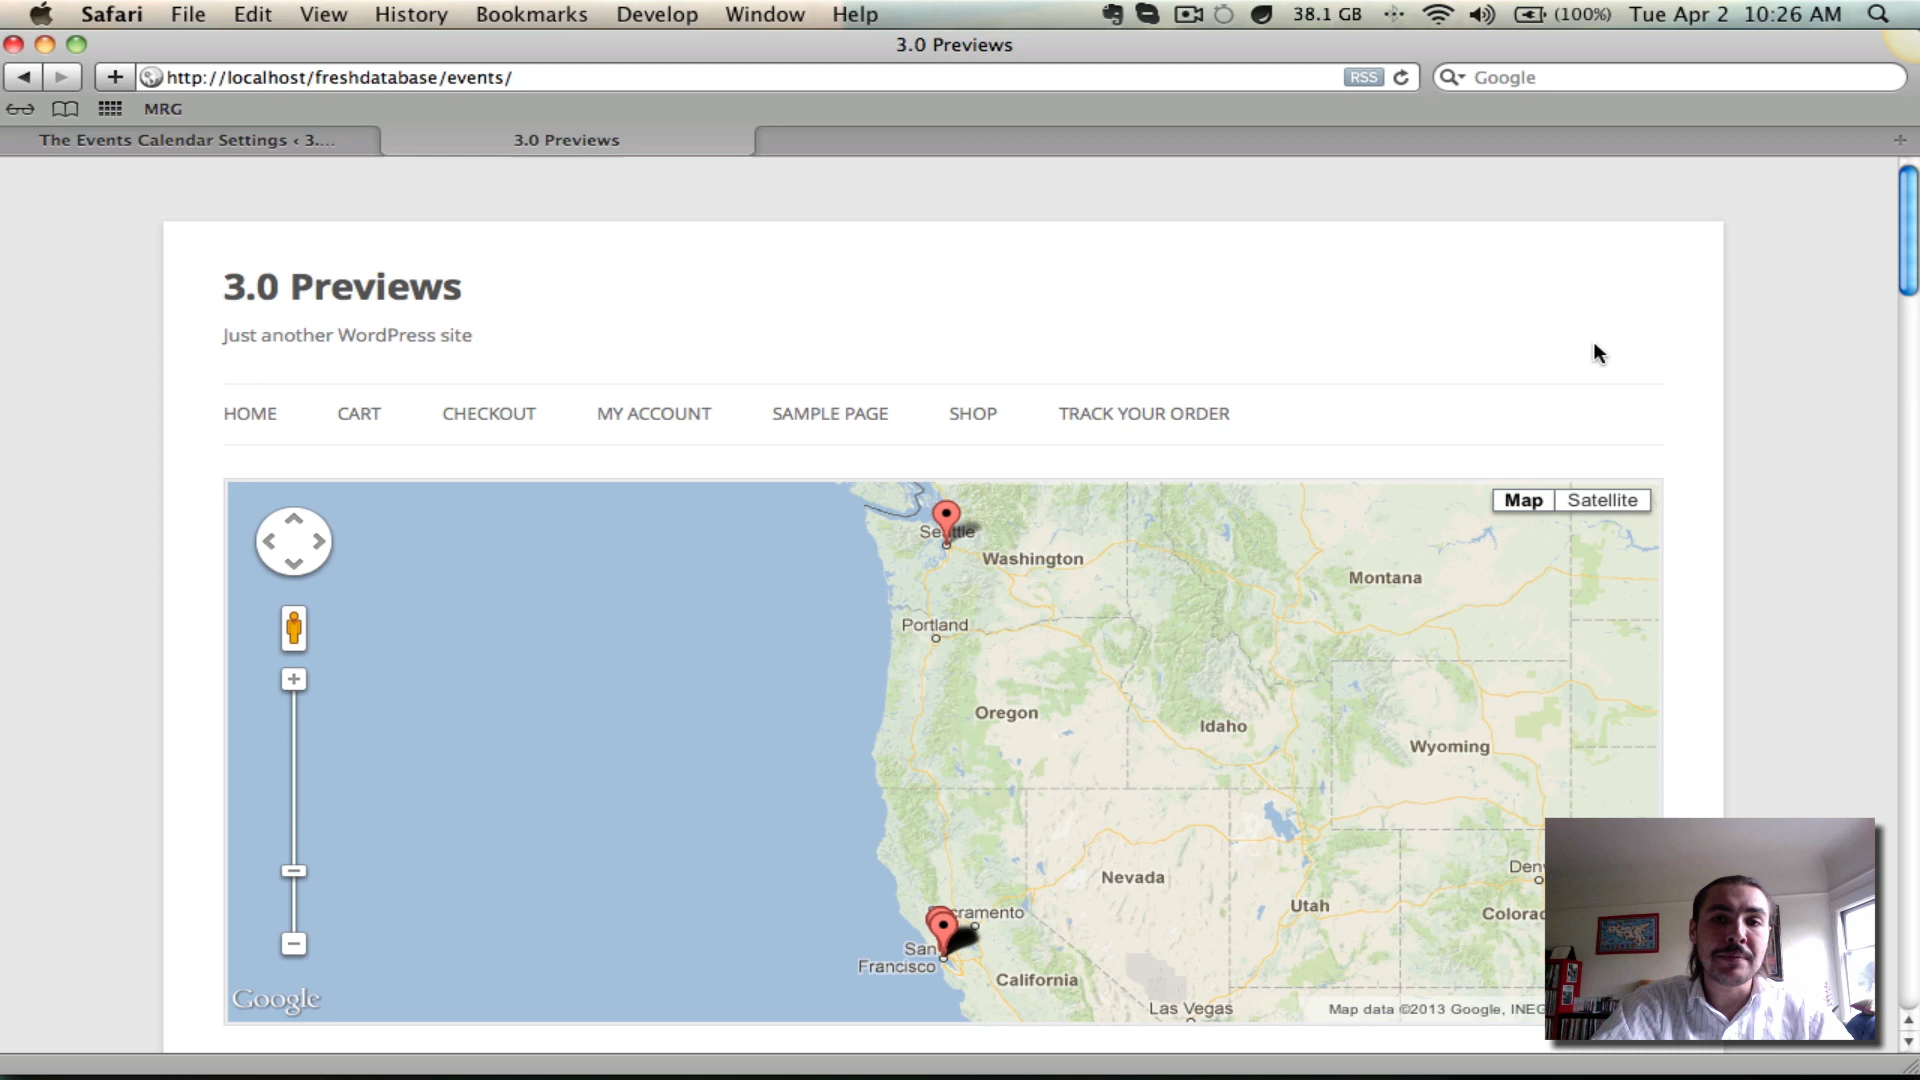 Safari File Edit View History Bookmarks Develop Window Help 38.1 GB (100%) Tue Apr 2 10:26 AM
3.0 Previews
http://localhost/freshdatabase/events/ RSS Google
MRG
The Events Calendar Settings ‹ 3.... 3.0 Previews
3.0 Previews
Just another WordPress site
HOME CART CHECKOUT MY ACCOUNT SAMPLE PAGE SHOP TRACK YOUR ORDER
Map Satellite
Seattle
Washington
Montana
Portland
Oregon
Idaho
Wyoming
Nevada
Utah
San
Francisco
California
Las Vegas
Google
Map data ©2013 Google,